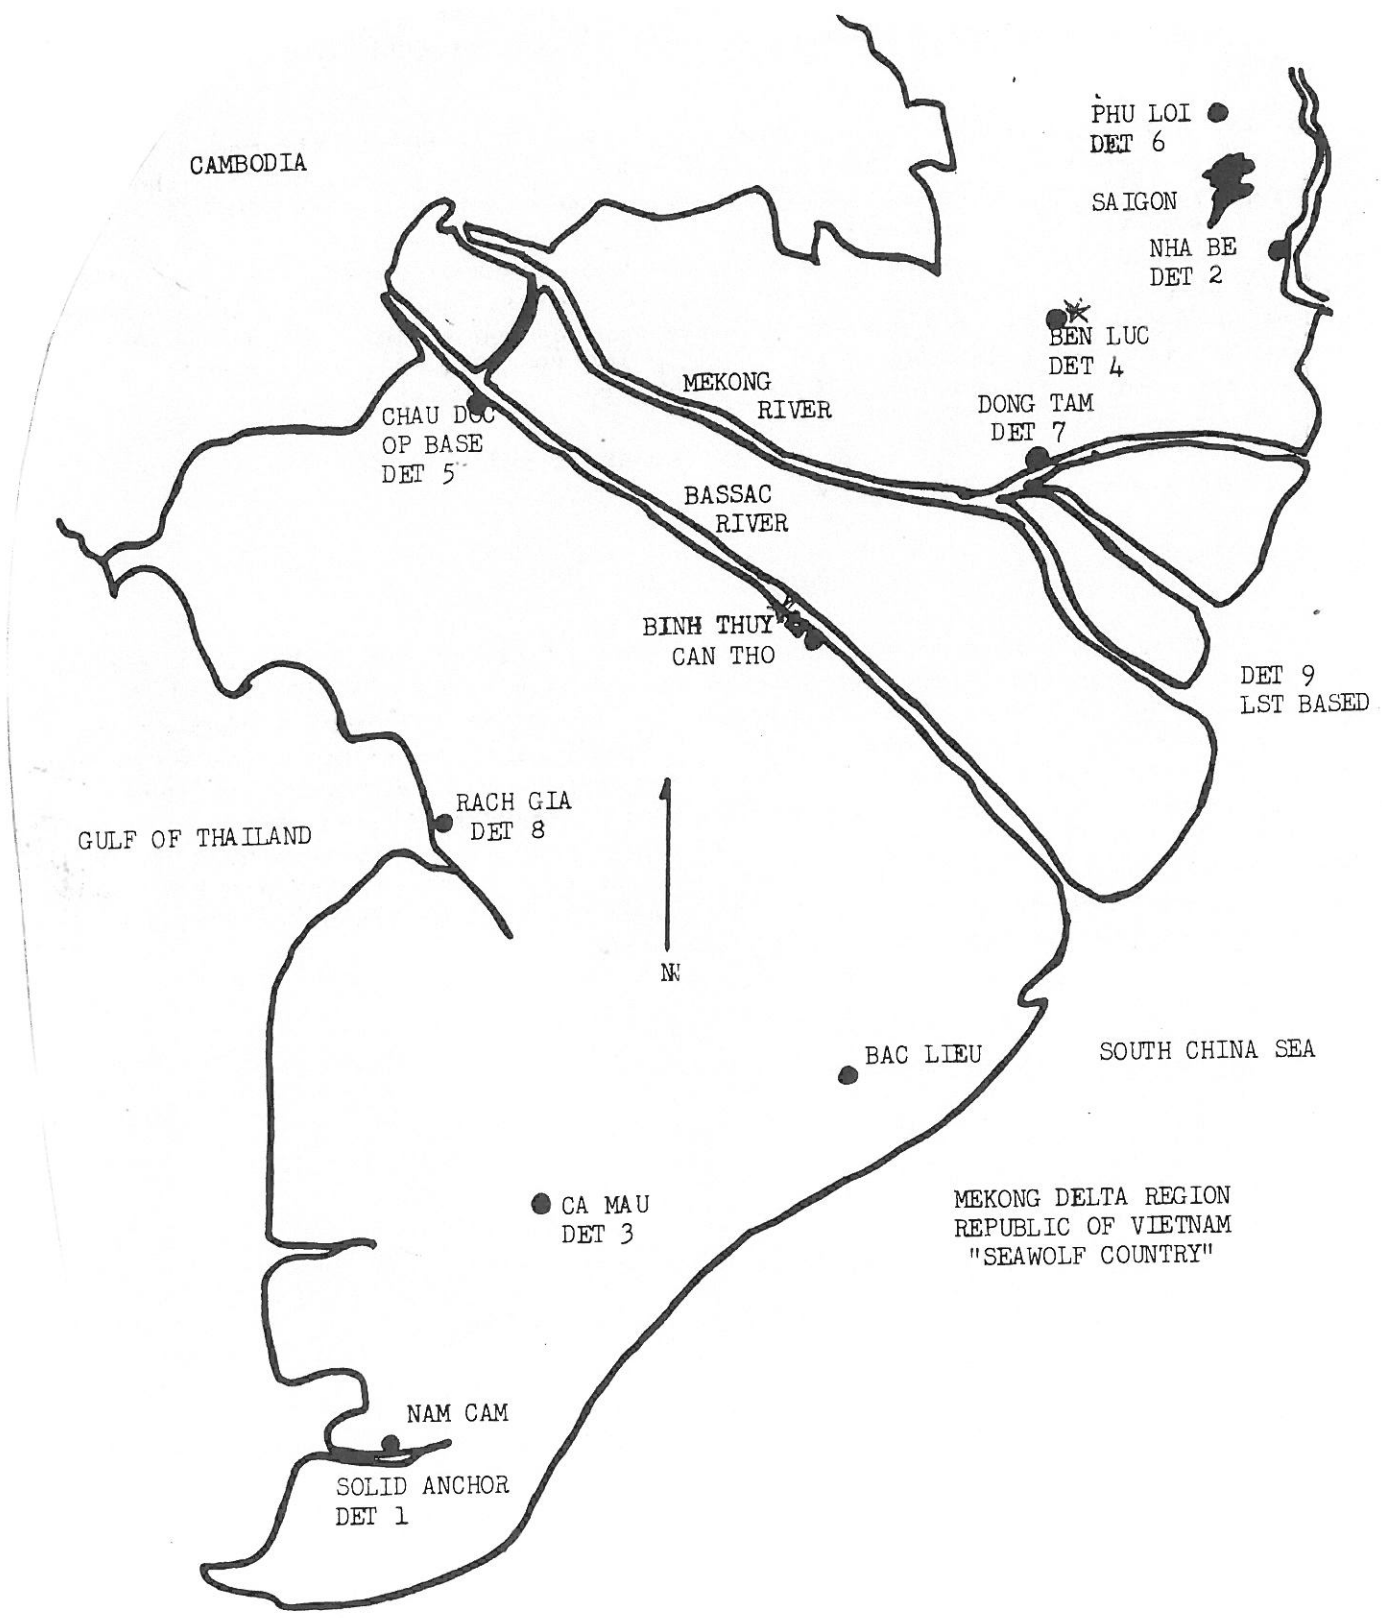 CAMBODIA
PHU LOI
DET 6
SAIGON
NHA BE
DET 2
BEN LUC
DET 4
MEKONG
RIVER
DONG TAM
DET 7
CHAU DOC
OP BASE
DET 5
BASSAC
RIVER
BINH THUY
CAN THO
DET 9
LST BASED
RACH GIA
DET 8
GULF OF THAILAND
N
BAC LIEU
SOUTH CHINA SEA
CA MAU
DET 3
MEKONG DELTA REGION
REPUBLIC OF VIETNAM
"SEAWOLF COUNTRY"
NAM CAM
SOLID ANCHOR
DET 1